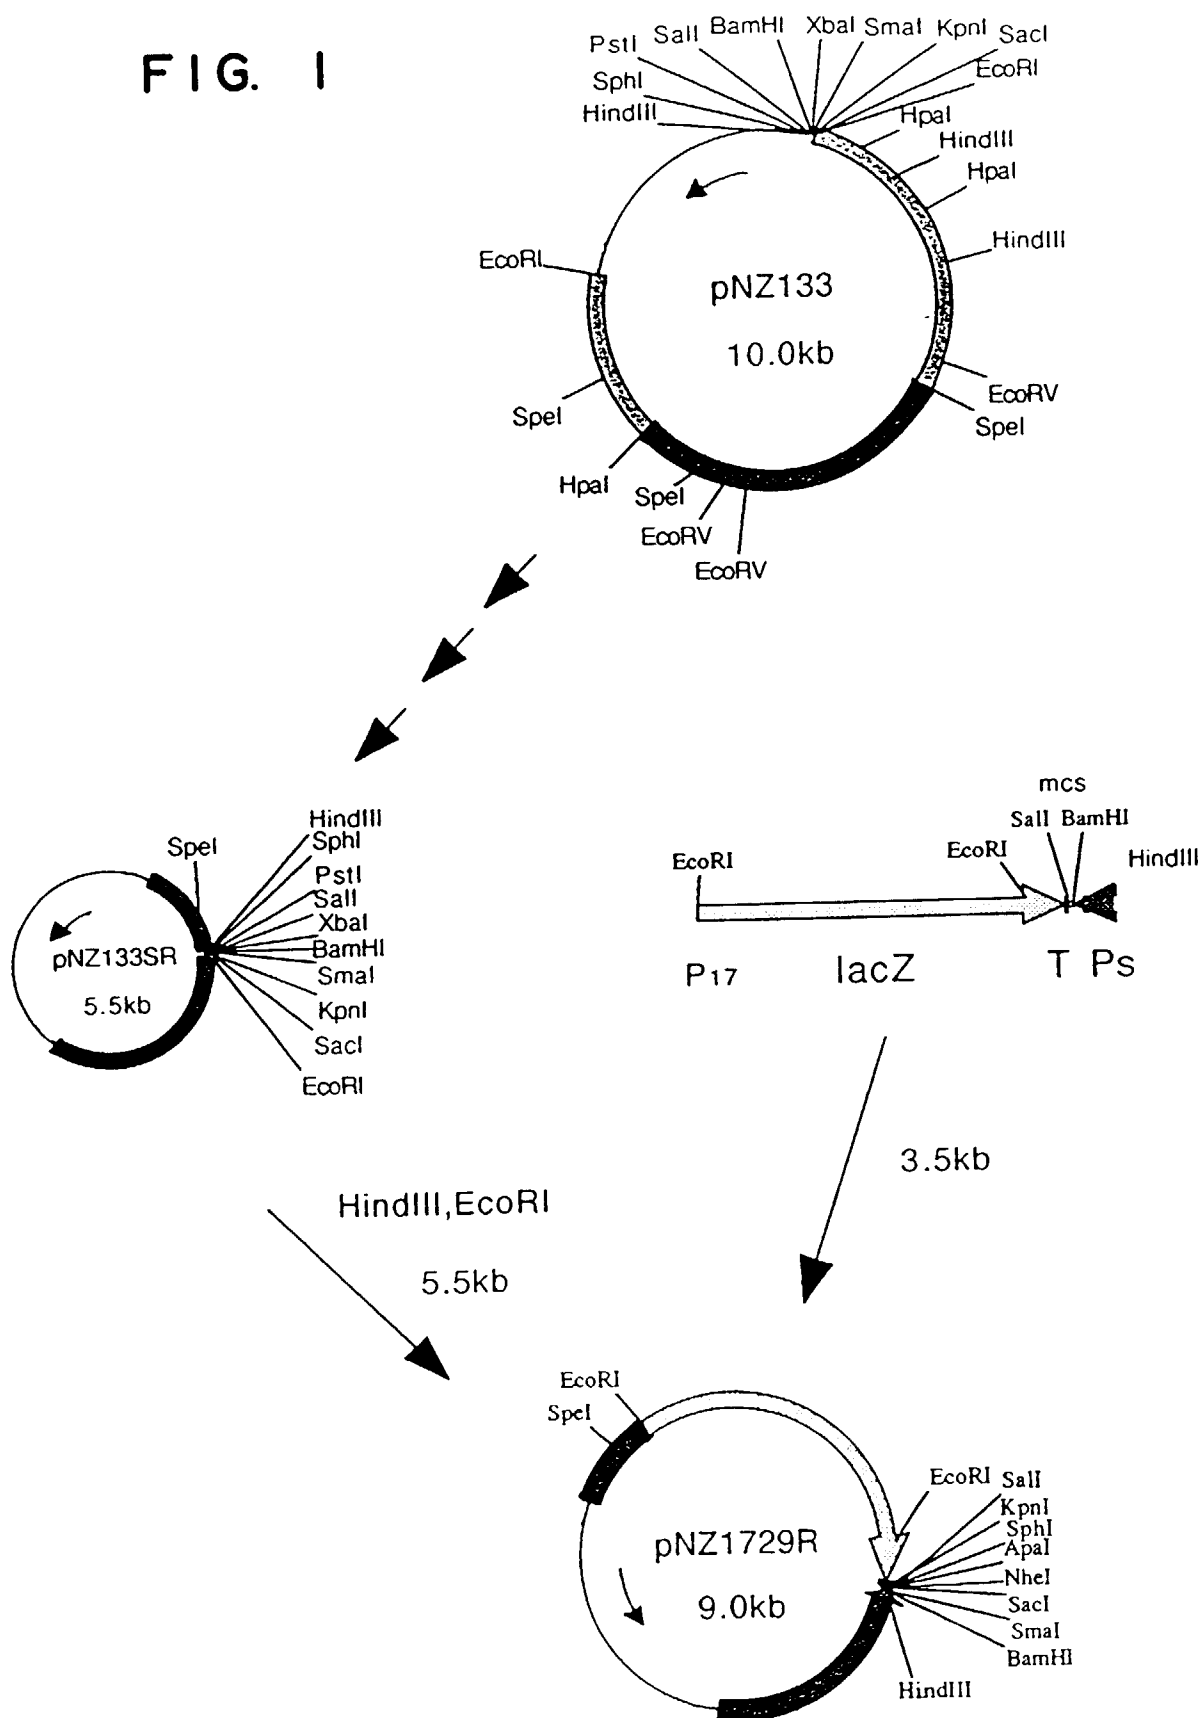 FIG. 1
PstI
SalI
BamHI
XbaI
SmaI
KpnI
SacI
SphI
EcoRI
HindIII
HpaI
HindIII
HpaI
HindIII
EcoRI
pNZ133
10.0kb
EcoRV
SpeI
SpeI
HpaI
SpeI
EcoRV
EcoRV
SpeI
HindIII
SphI
PstI
SalI
XbaI
BamHI
SmaI
KpnI
SacI
EcoRI
pNZ133SR
5.5kb
mcs
SalI BamHI
EcoRI
EcoRI
HindIII
P17
lacZ
T Ps
3.5kb
HindIII,EcoRI
5.5kb
EcoRI
SpeI
pNZ1729R
9.0kb
EcoRI
SalI
KpnI
SphI
ApaI
NheI
SacI
SmaI
BamHI
HindIII